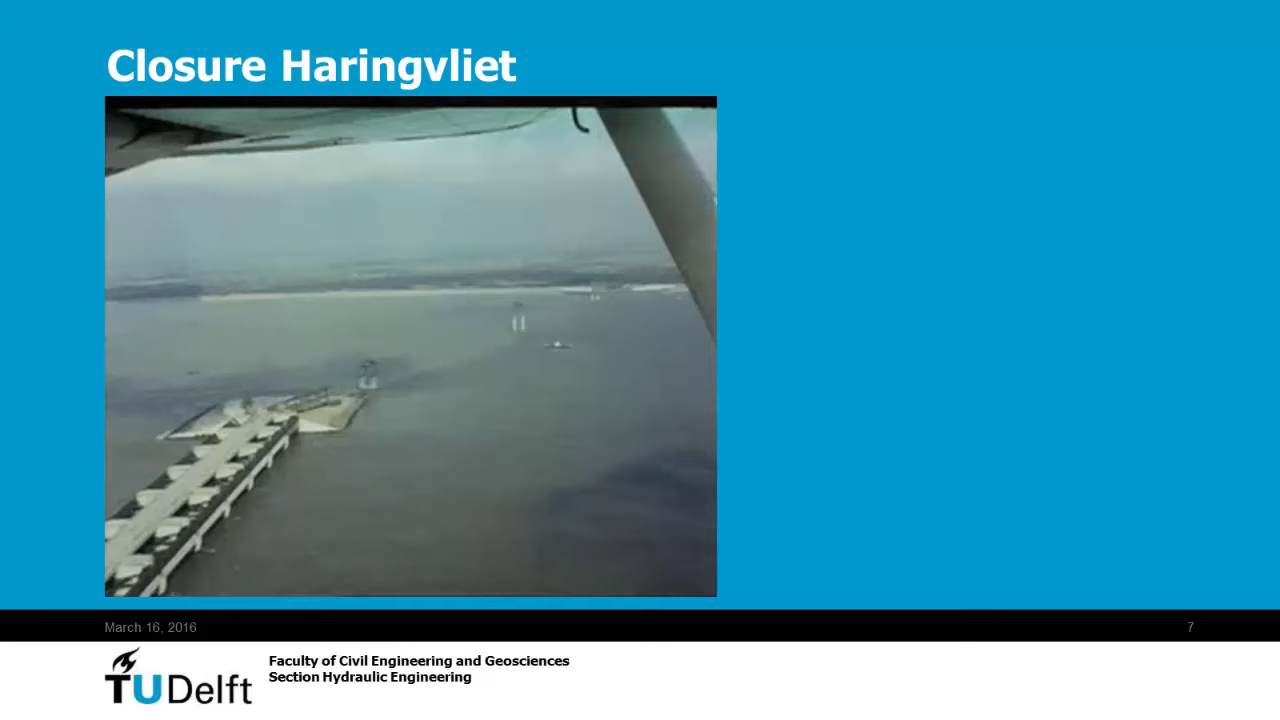 Closure Haringvliet
March 16, 2016
7
TUDelft
Faculty of Civil Engineering and Geosciences
Section Hydraulic Engineering